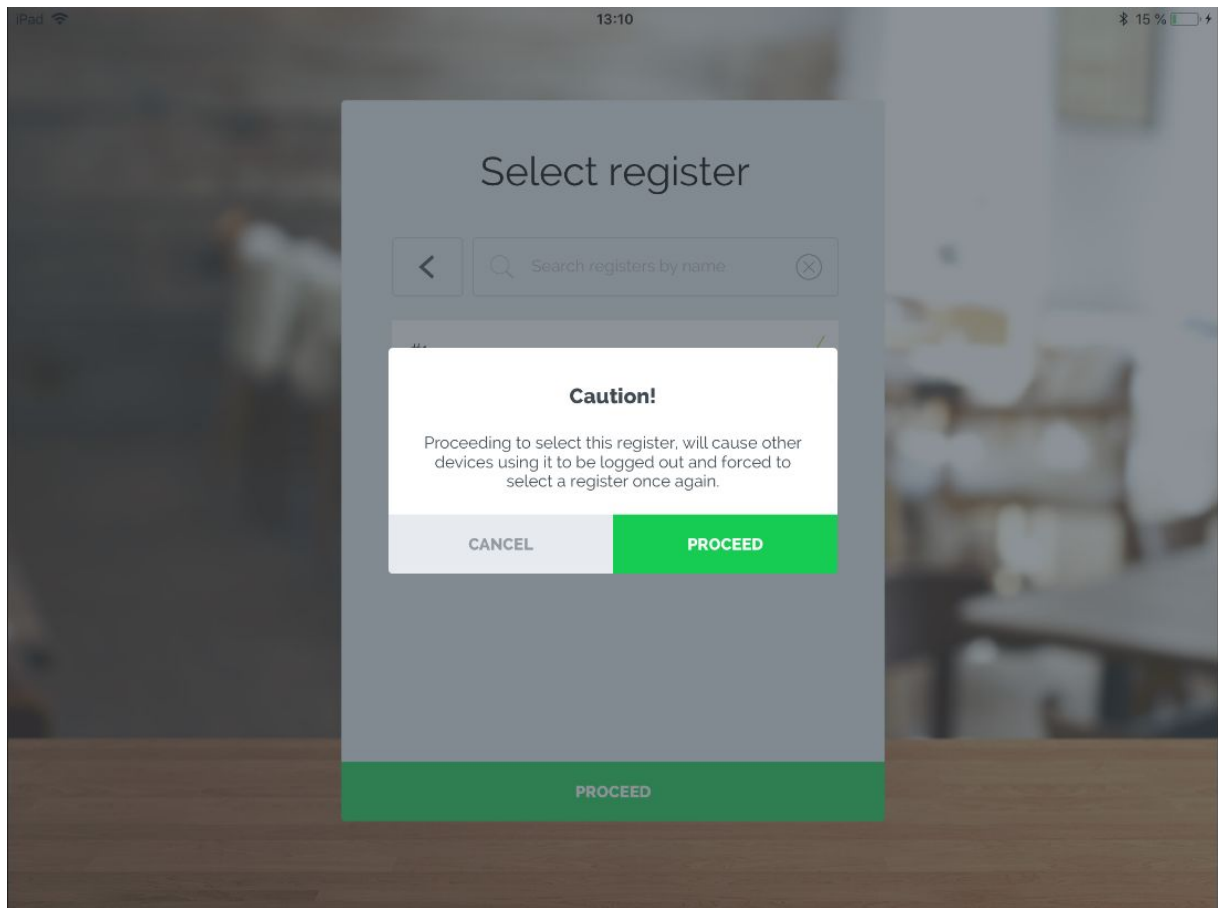 iPad 13:10 15 %
Select register
Search registers by name
Caution!
Proceeding to select this register, will cause other
devices using it to be logged out and forced to
select a register once again.
CANCEL PROCEED
PROCEED